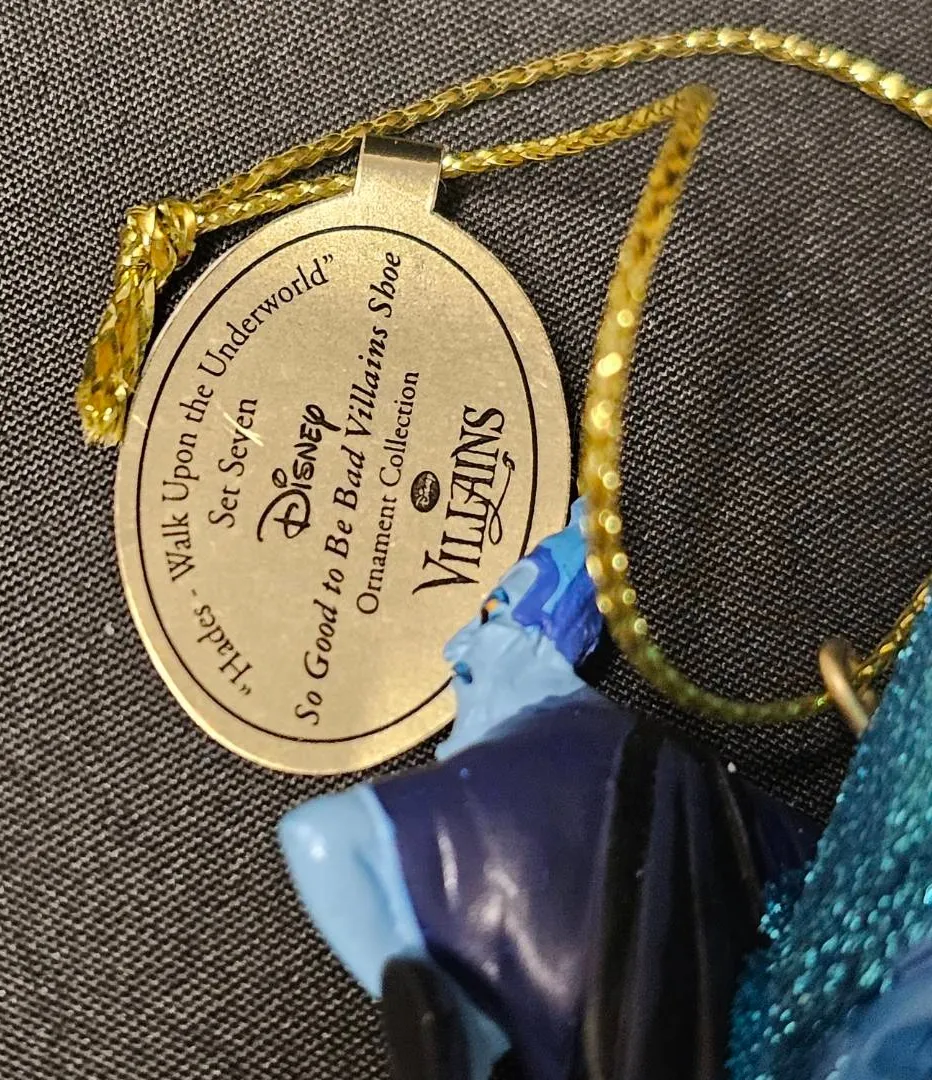 "Hades - Walk Upon the Underworld"
Set Seven
Disney
So Good to Be Bad Villains Shoe
Ornament Collection
Disney
VILLAINS